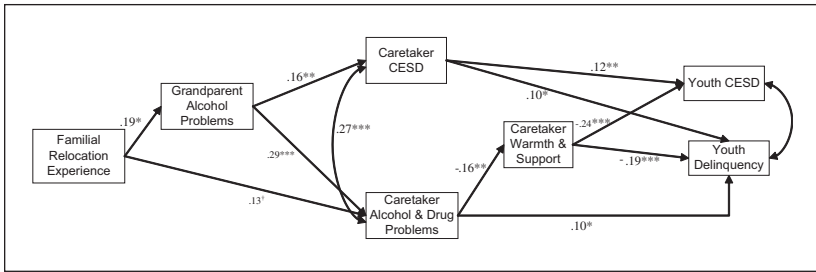 Familial
Relocation
Experience
.19*
.13†
Grandparent
Alcohol
Problems
.16**
.29***
Caretaker
CESD
.27***
Caretaker
Alcohol & Drug
Problems
.12**
.10*
-.16**
Caretaker
Warmth &
Support
-.24***
-.19***
.10*
Youth CESD
Youth
Delinquency